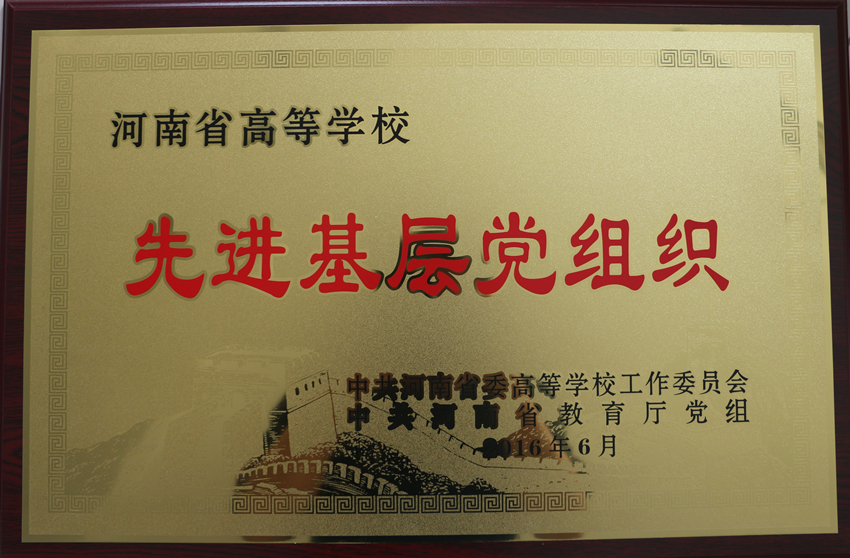 河南省高等学校
先进基层党组织
中共河南省委高等学校工作委员会
中共河南省教育厅党组
2016年6月